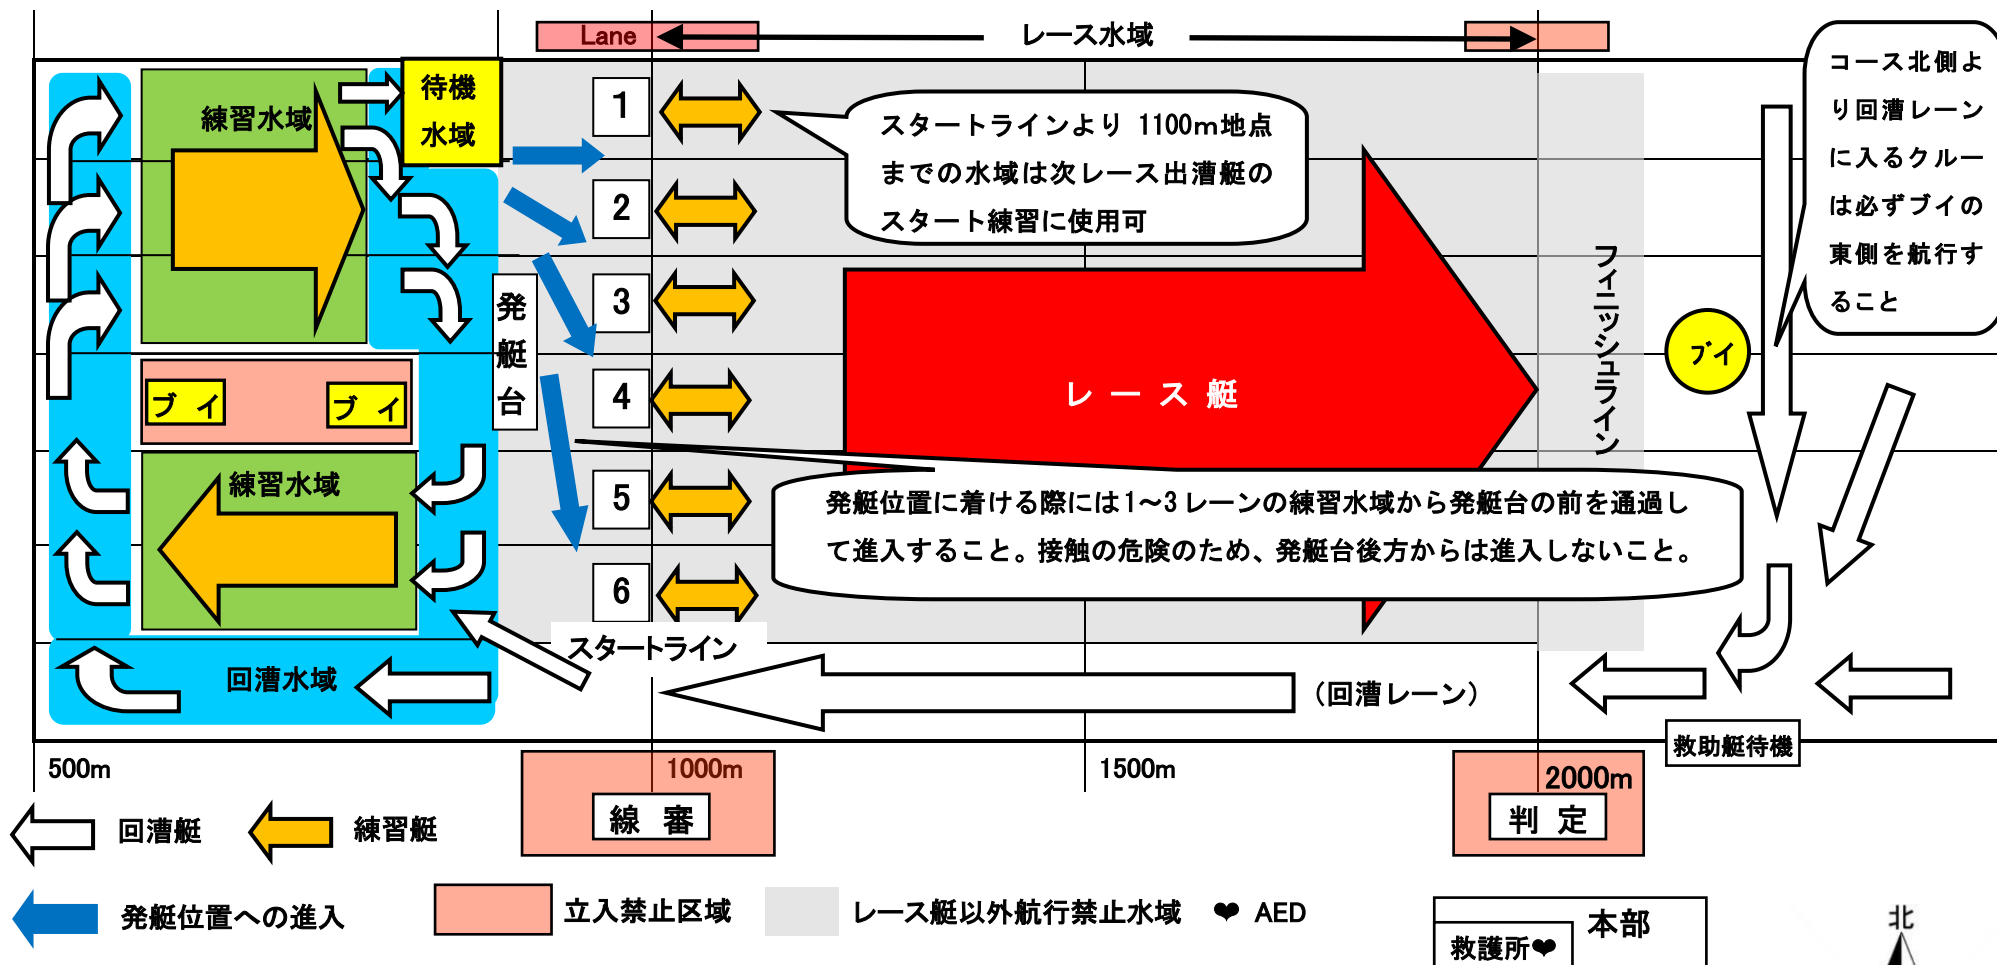 Lane
レース水域
待機
水域
練習水域
1
2
3
4
5
6
スタートラインより 1100m地点
までの水域は次レース出漕艇の
スタート練習に使用可
コース北側よ
り回漕レーン
に入るクルー
は必ずブイの
東側を航行す
ること
発
艇
台
フィニッシュライン
ブイ
レース艇
ブイ
ブイ
練習水域
発艇位置に着ける際には1～3レーンの練習水域から発艇台の前を通過し
て進入すること。接触の危険のため、発艇台後方からは進入しないこと。
スタートライン
回漕水域
（回漕レーン）
救助艇待機
500m
1000m
1500m
2000m
線審
判定
回漕艇
練習艇
発艇位置への進入
立入禁止区域
レース艇以外航行禁止水域
❤ AED
本部
救護所❤
北